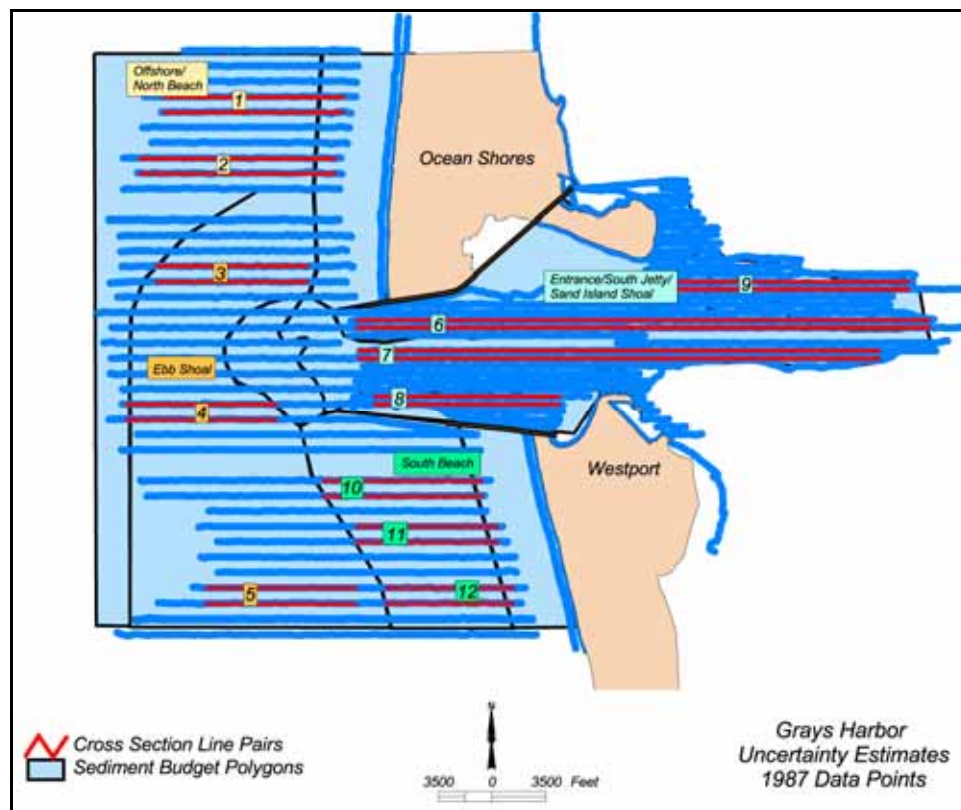 Offshore/
North Beach
1
2
Ocean Shores
3
Entrance/South Jetty/
Sand Island Shoal
9
6
7
Ebb Shoal
8
4
South Beach
Westport
10
11
5
12
N
Cross Section Line Pairs
Sediment Budget Polygons
3500 0 3500 Feet
Grays Harbor
Uncertainty Estimates
1987 Data Points